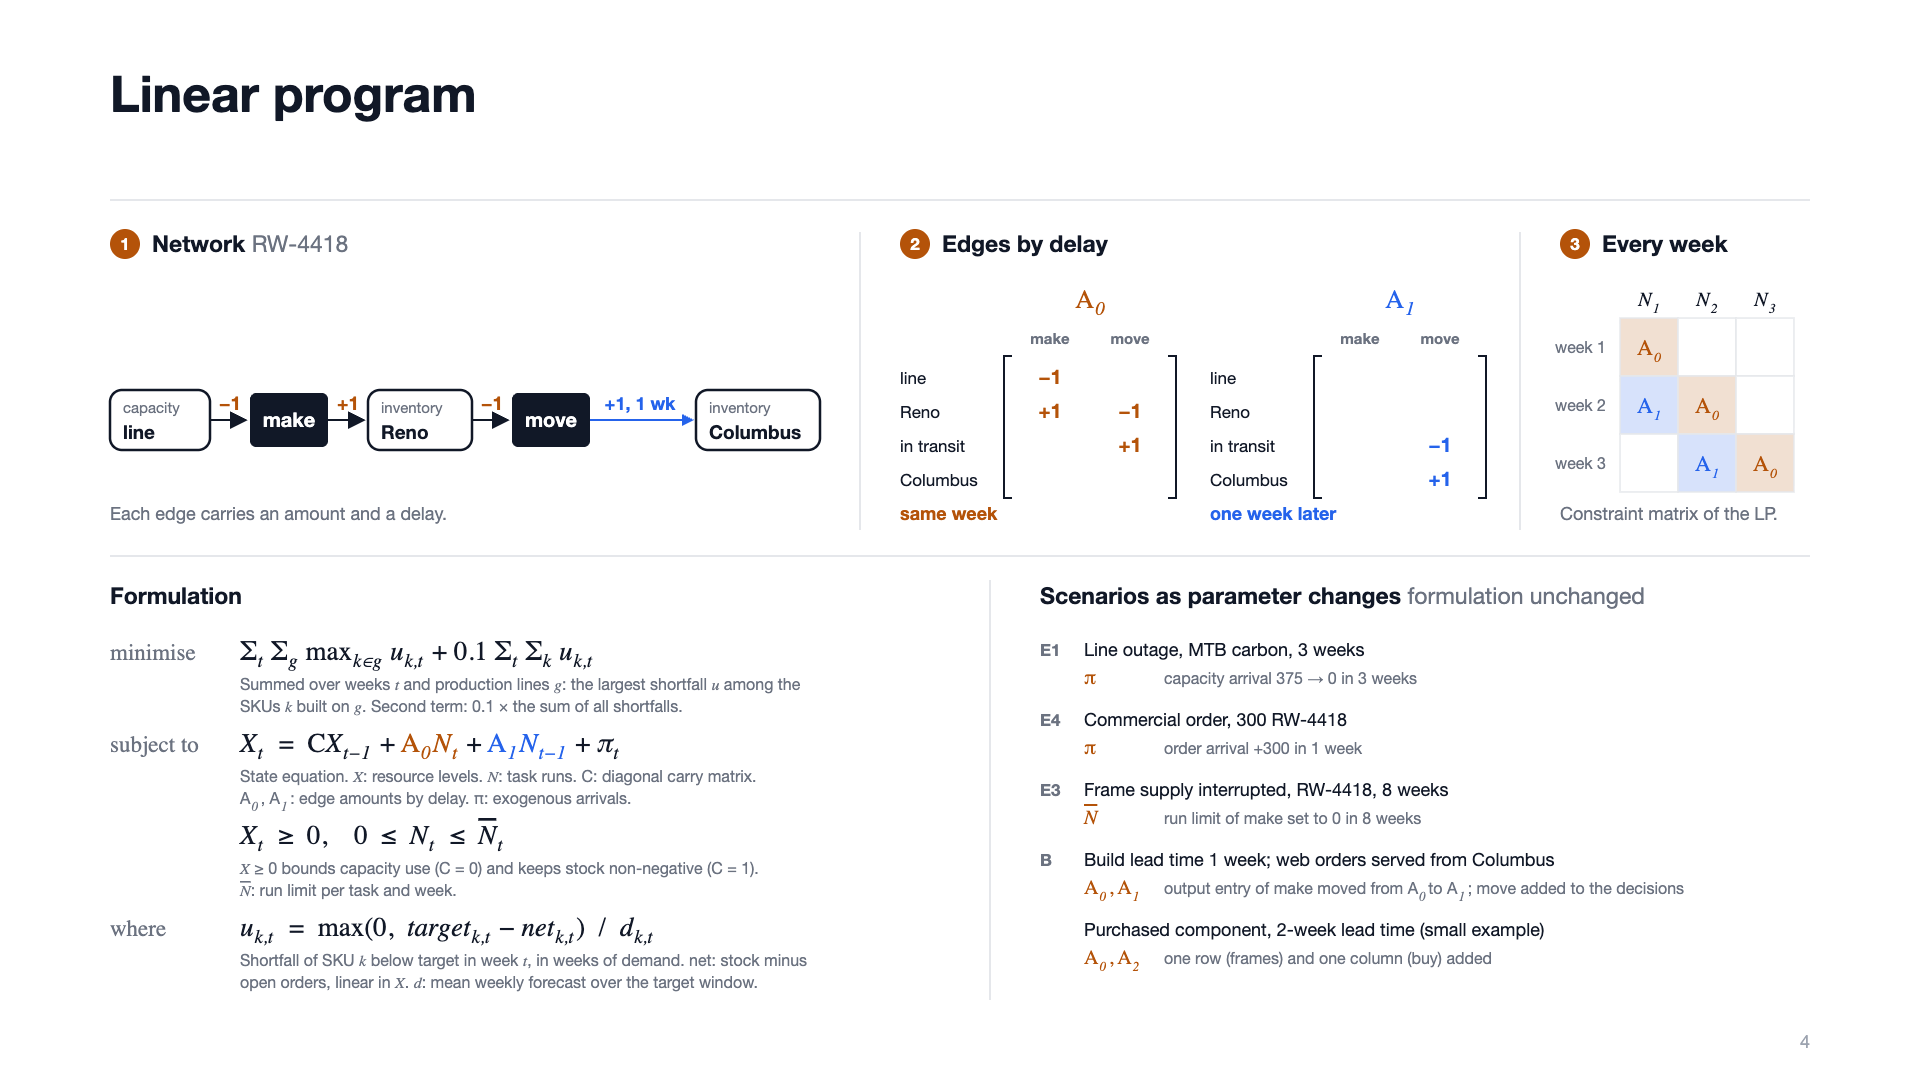 Linear program
1 Network RW-4418
capacity
line
−1
make
+1
inventory
Reno
−1
move
+1, 1 wk
inventory
Columbus
Each edge carries an amount and a delay.
2 Edges by delay
A0
make move
line −1
Reno +1 −1
in transit +1
Columbus
same week
A1
make move
line
Reno
in transit −1
Columbus +1
one week later
3 Every week
N1 N2 N3
week 1 A0
week 2 A1 A0
week 3 A1 A0
Constraint matrix of the LP.
Formulation
minimise Σt Σg maxk∈g uk,t + 0.1 Σt Σk uk,t
Summed over weeks t and production lines g: the largest shortfall u among the
SKUs k built on g. Second term: 0.1 × the sum of all shortfalls.
subject to Xt = CXt−1 + A0Nt + A1Nt−1 + πt
State equation. X: resource levels. N: task runs. C: diagonal carry matrix.
A0, A1: edge amounts by delay. π: exogenous arrivals.
Xt ≥ 0, 0 ≤ Nt ≤ N̅t
X ≥ 0 bounds capacity use (C = 0) and keeps stock non-negative (C = 1).
N̅: run limit per task and week.
where uk,t = max(0, targetk,t − netk,t) / dk,t
Shortfall of SKU k below target in week t, in weeks of demand. net: stock minus
open orders, linear in X. d: mean weekly forecast over the target window.
Scenarios as parameter changes formulation unchanged
E1 Line outage, MTB carbon, 3 weeks
π capacity arrival 375 → 0 in 3 weeks
E4 Commercial order, 300 RW-4418
π order arrival +300 in 1 week
E3 Frame supply interrupted, RW-4418, 8 weeks
N̅ run limit of make set to 0 in 8 weeks
B Build lead time 1 week; web orders served from Columbus
A0, A1 output entry of make moved from A0 to A1; move added to the decisions
Purchased component, 2-week lead time (small example)
A0, A2 one row (frames) and one column (buy) added
4